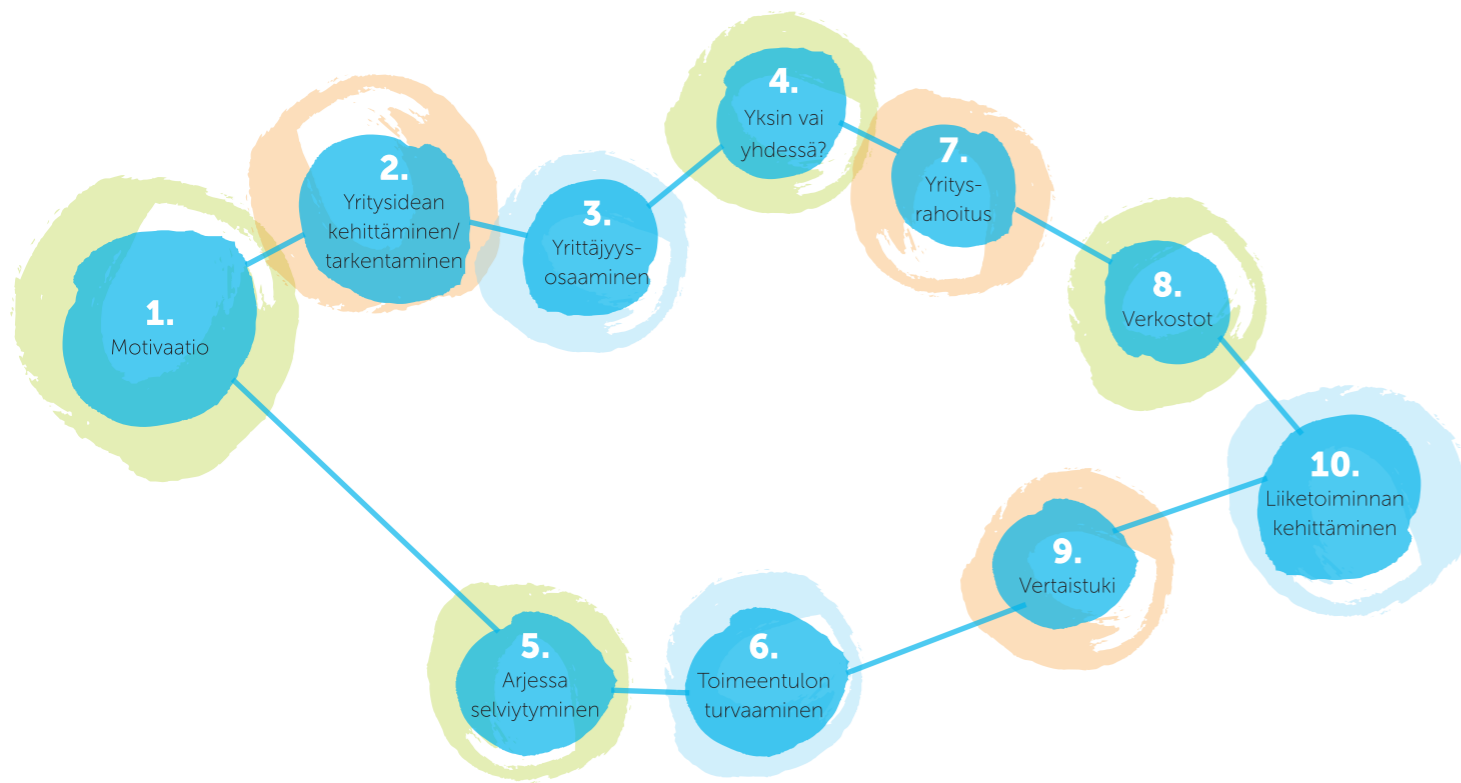 1.
Motivaatio
2.
Yritysidean
kehittäminen/
tarkentaminen
3.
Yrittäjyys-
osaaminen
4.
Yksin vai
yhdessä?
5.
Arjessa
selviytyminen
6.
Toimeentulon
turvaaminen
7.
Yritys-
rahoitus
8.
Verkostot
9.
Vertaistuki
10.
Liiketoiminnan
kehittäminen